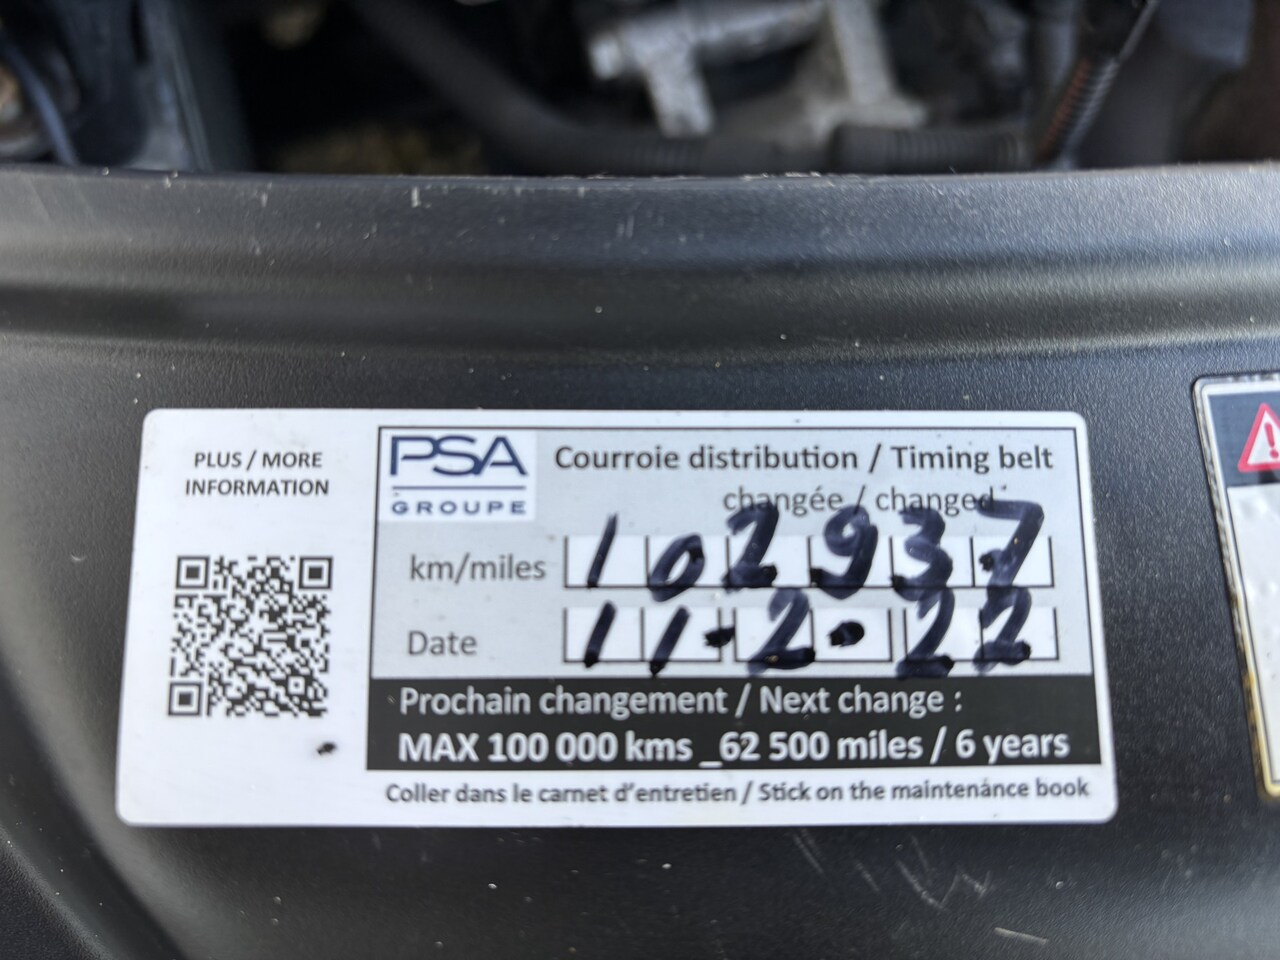 PLUS / MORE
INFORMATION
PSA
GROUPE
Courroie distribution / Timing belt
changée / changed
km/miles 102937
Date 11·2·22
Prochain changement / Next change :
MAX 100 000 kms _62 500 miles / 6 years
Coller dans le carnet d'entretien / Stick on the maintenance book